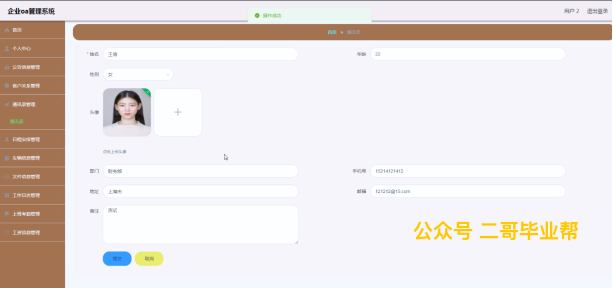 企业oa管理系统
操作成功
用户 2 退出登录
首页
个人中心
公告信息管理
客户关系管理
通讯录管理
通讯录
日程安排管理
车辆信息管理
文件信息管理
工作日志管理
上班考勤管理
工资信息管理
首页 通讯录
* 姓名 王倩
年龄 22
性别 女
头像
点击上传头像
部门 财务部
手机号 15214121412
地址 上海市
邮箱 121212@15.com
备注 测试
提交 取消
公众号 二哥毕业帮